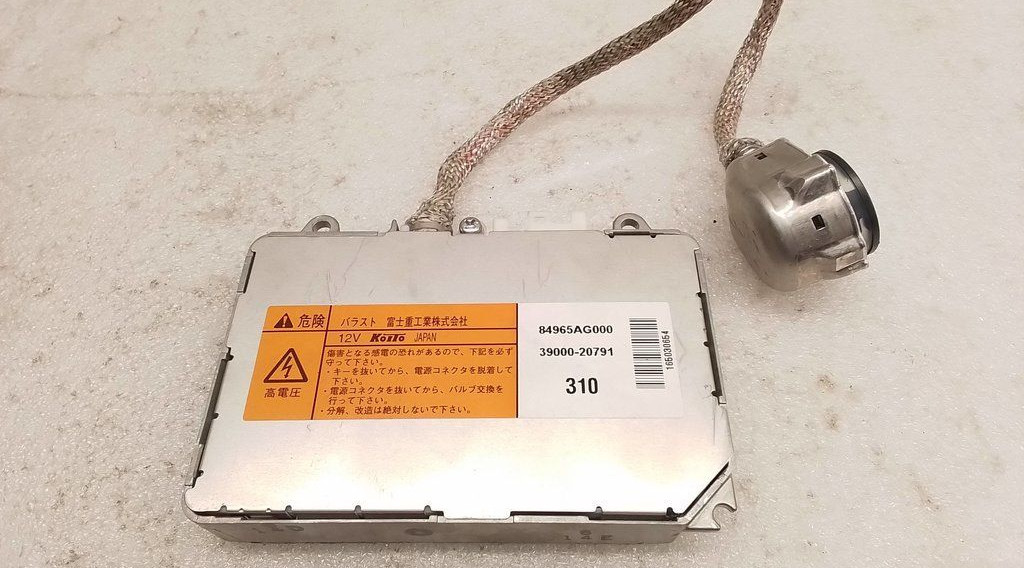 危険
バラスト 富士重工業株式会社
12V KOITO JAPAN
高電圧
傷害となる感電の恐れがあるので、下記を必ず
守って下さい。
・キーを抜いてから、電源コネクタを脱着して
下さい。
・電源コネクタを抜いてから、バルブ交換を
行って下さい。
・分解、改造は絶対しないで下さい。
84965AG000
39000-20791
310
165030654
14E